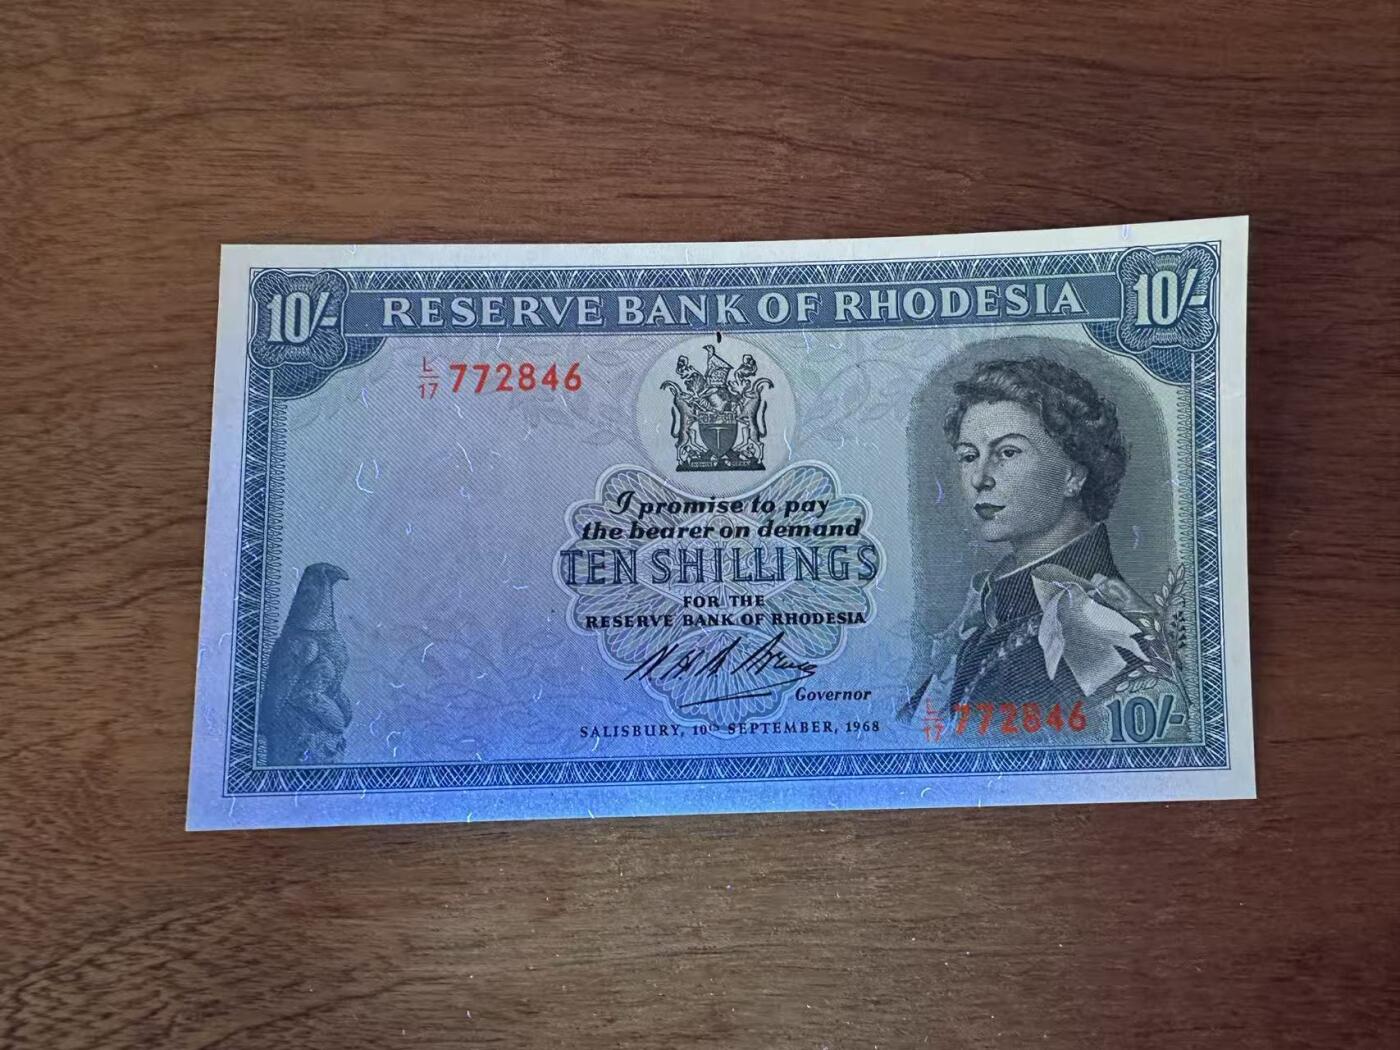 10/- RESERVE BANK OF RHODESIA 10/-
L/17 772846
I promise to pay
the bearer on demand
TEN SHILLINGS
FOR THE
RESERVE BANK OF RHODESIA
Governor
SALISBURY, 10TH SEPTEMBER, 1968
L/17 772846 10/-